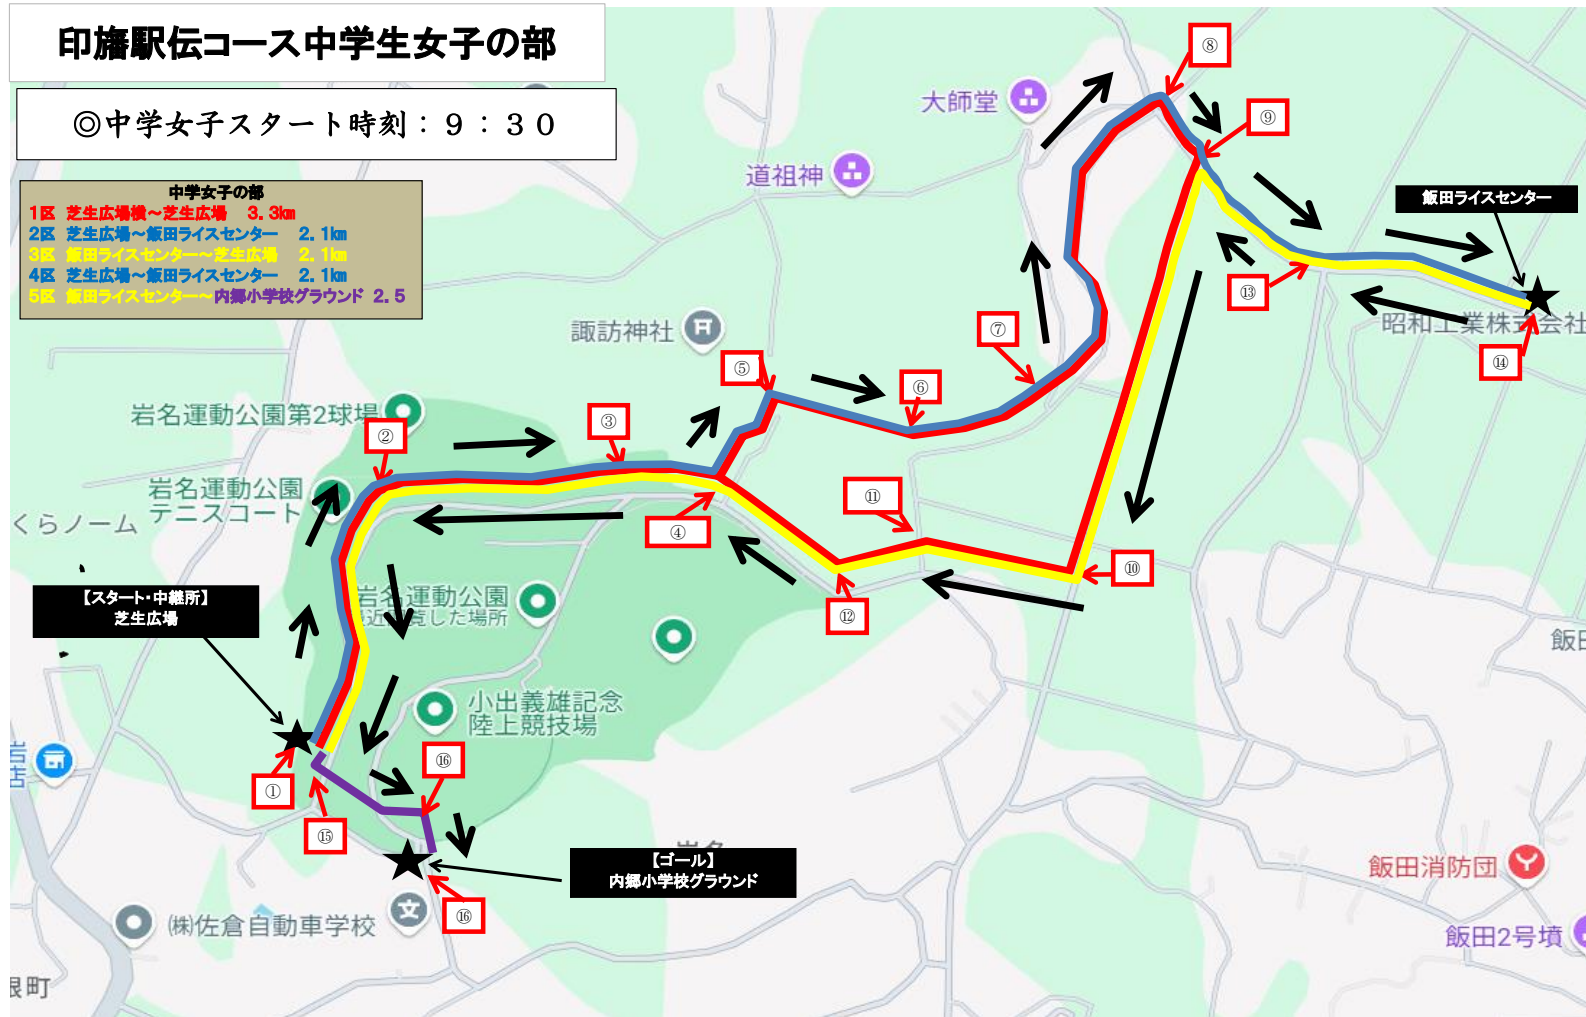 印旛駅伝コース中学生女子の部
◎中学女子スタート時刻：９：３０
中学女子の部
1区 芝生広場横～芝生広場 3.3km
2区 芝生広場～飯田ライスセンター 2.1km
3区 飯田ライスセンター～芝生広場 2.1km
4区 芝生広場～飯田ライスセンター 2.1km
5区 飯田ライスセンター～内郷小学校グラウンド 2.5
⑧
大師堂
⑨
道祖神
飯田ライスセンター
⑬
昭和工業株式会社
⑭
諏訪神社
⑦
⑤
⑥
岩名運動公園第2球場
③
②
岩名運動公園
テニスコート
くらノーム
⑪
④
⑩
【スタート・中継所】
芝生広場
岩名運動公園
⑫
飯田
小出義雄記念
陸上競技場
岩
店
①
⑯
⑮
【ゴール】
内郷小学校グラウンド
飯田消防団
⑯
㈱佐倉自動車学校
飯田2号墳